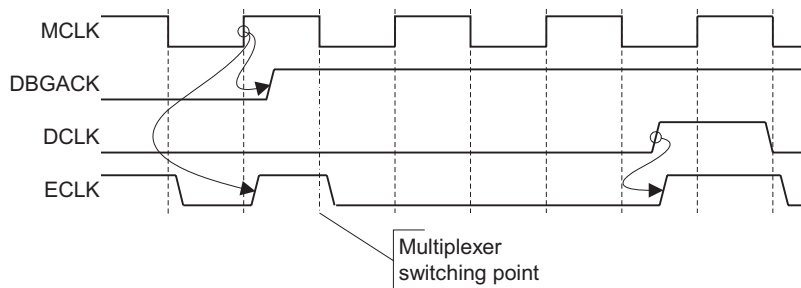 MCLK
DBGACK
DCLK
ECLK
Multiplexer
switching point